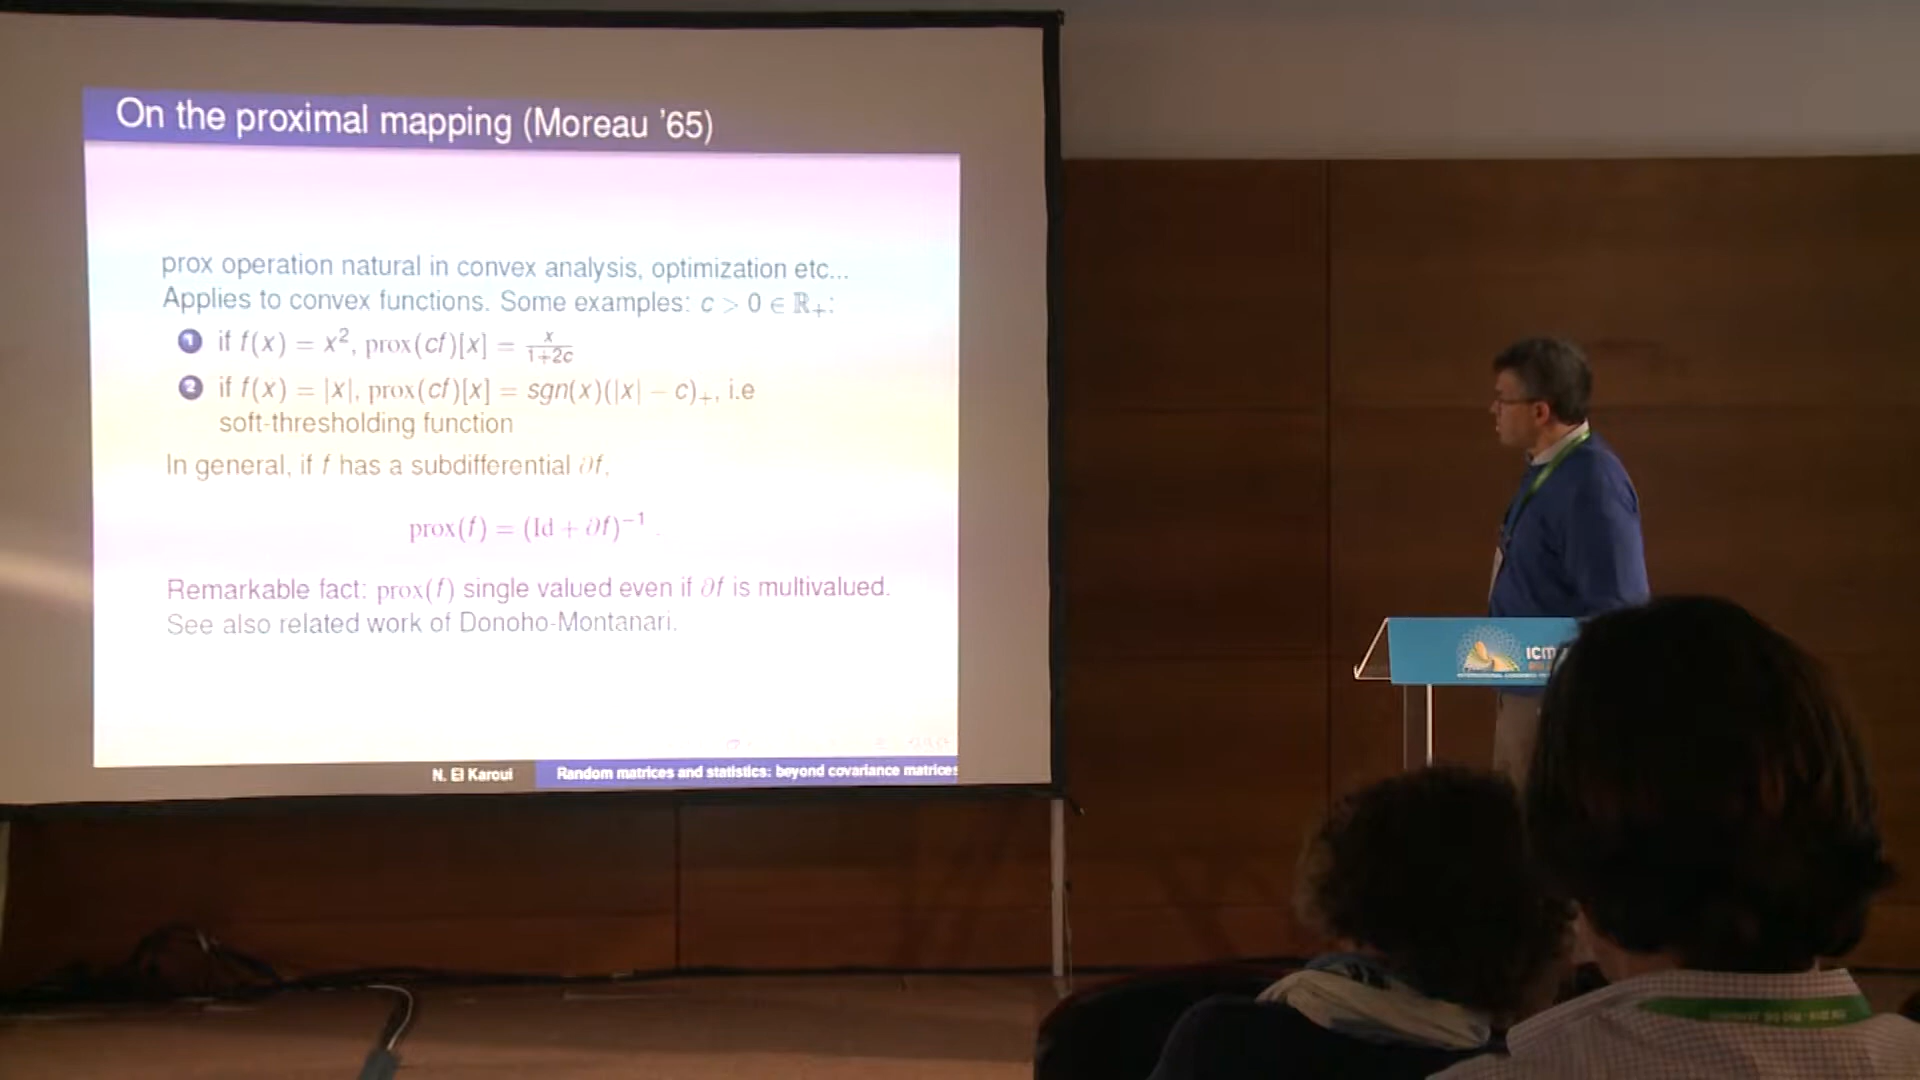 On the proximal mapping (Moreau '65)
prox operation natural in convex analysis, optimization etc...
Applies to convex functions. Some examples: c > 0 ∈ ℝ₊:
1 if f(x) = x², prox(cf)[x] = x/(1+2c)
2 if f(x) = |x|, prox(cf)[x] = sgn(x)(|x| − c)₊, i.e
soft-thresholding function
In general, if f has a subdifferential ∂f,
prox(f) = (Id + ∂f)⁻¹ .
Remarkable fact: prox(f) single valued even if ∂f is multivalued.
See also related work of Donoho-Montanari.
N. El Karoui
Random matrices and statistics: beyond covariance matrices
ICM